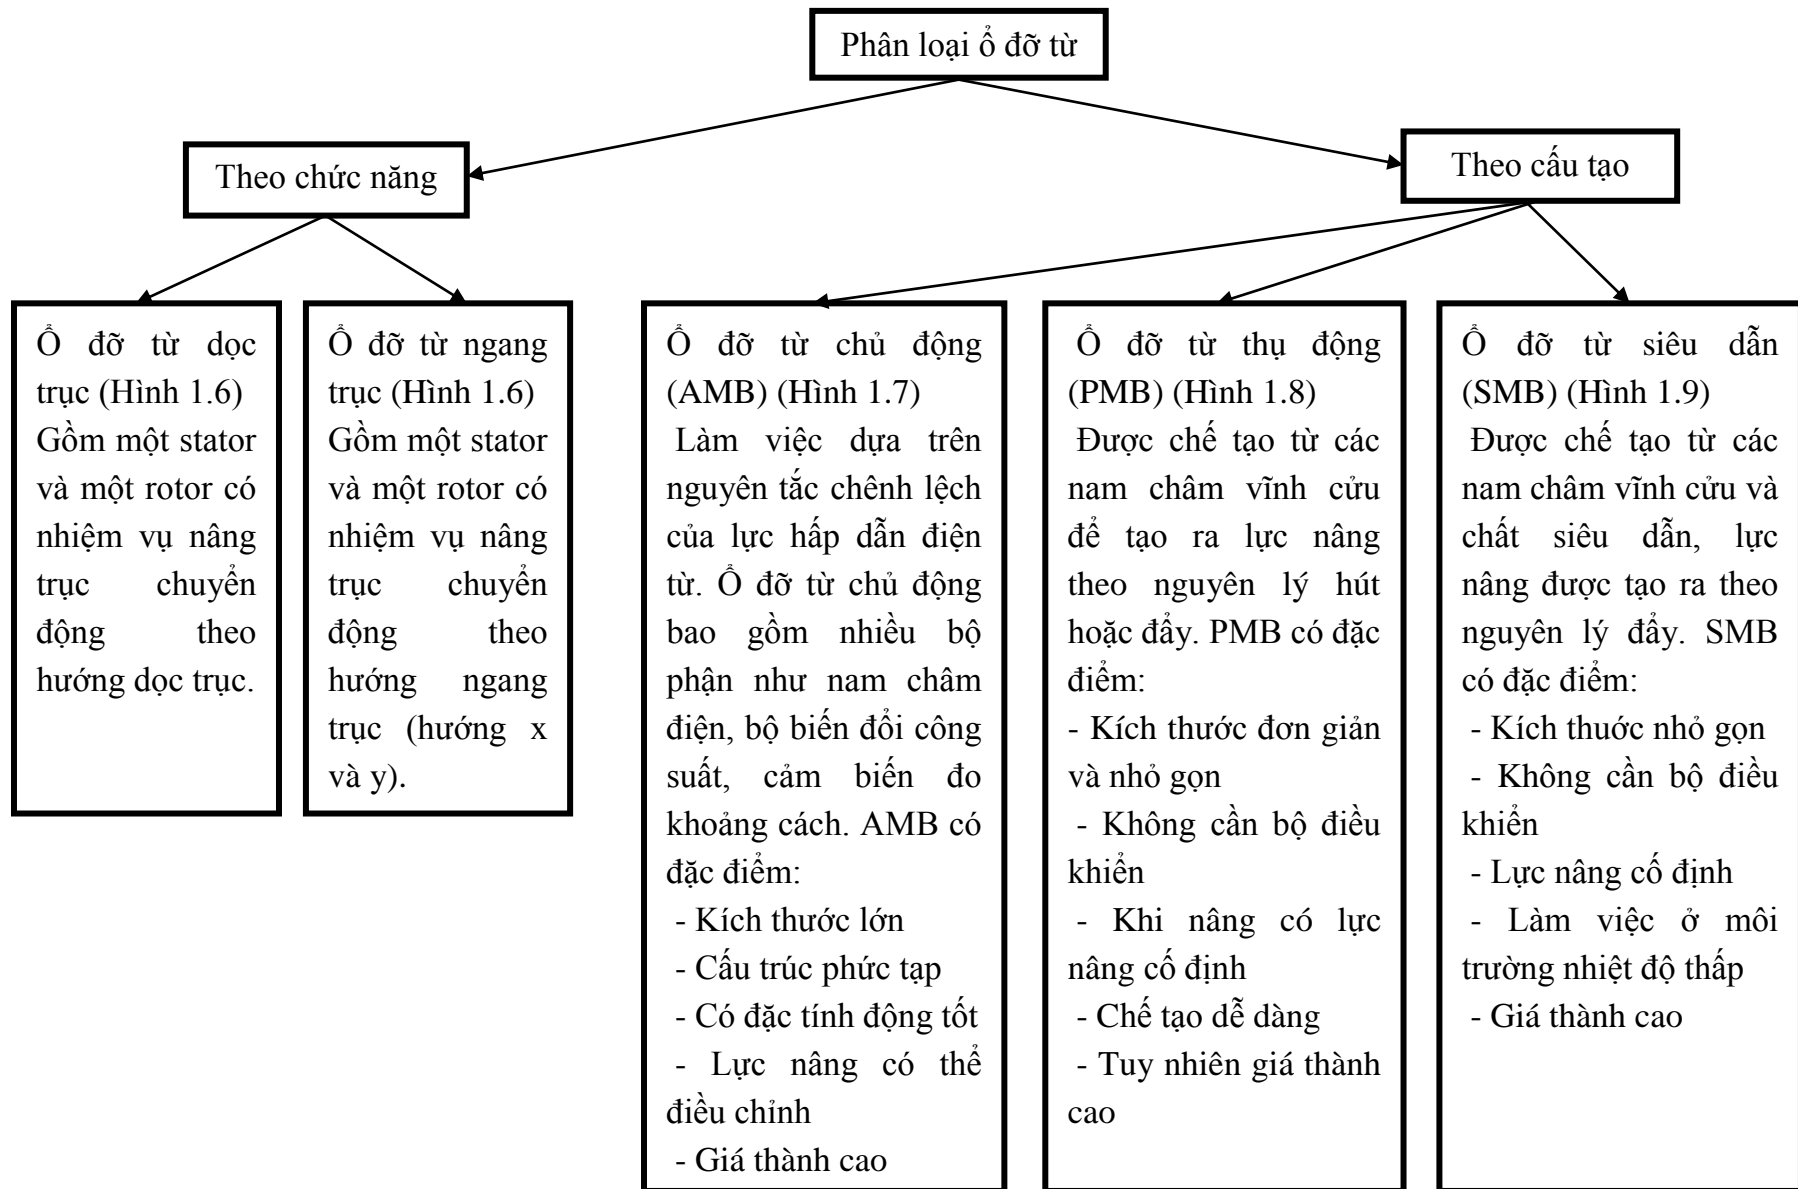 Phân loại ổ đỡ từ
Theo chức năng
Theo cấu tạo
Ổ đỡ từ dọc
trục (Hình 1.6)
Gồm một stator
và một rotor có
nhiệm vụ nâng
trục chuyển
động theo
hướng dọc trục.
Ổ đỡ từ ngang
trục (Hình 1.6)
Gồm một stator
và một rotor có
nhiệm vụ nâng
trục chuyển
động theo
hướng ngang
trục (hướng x
và y).
Ổ đỡ từ chủ động
(AMB) (Hình 1.7)
Làm việc dựa trên
nguyên tắc chênh lệch
của lực hấp dẫn điện
từ. Ổ đỡ từ chủ động
bao gồm nhiều bộ
phận như nam châm
điện, bộ biến đổi công
suất, cảm biến đo
khoảng cách. AMB có
đặc điểm:
- Kích thước lớn
- Cấu trúc phức tạp
- Có đặc tính động tốt
- Lực nâng có thể
điều chỉnh
- Giá thành cao
Ổ đỡ từ thụ động
(PMB) (Hình 1.8)
Được chế tạo từ các
nam châm vĩnh cửu
để tạo ra lực nâng
theo nguyên lý hút
hoặc đẩy. PMB có đặc
điểm:
- Kích thước đơn giản
và nhỏ gọn
- Không cần bộ điều
khiển
- Khi nâng có lực
nâng cố định
- Chế tạo dễ dàng
- Tuy nhiên giá thành
cao
Ổ đỡ từ siêu dẫn
(SMB) (Hình 1.9)
Được chế tạo từ các
nam châm vĩnh cửu và
chất siêu dẫn, lực
nâng được tạo ra theo
nguyên lý đẩy. SMB
có đặc điểm:
- Kích thuớc nhỏ gọn
- Không cần bộ điều
khiển
- Lực nâng cố định
- Làm việc ở môi
trường nhiệt độ thấp
- Giá thành cao